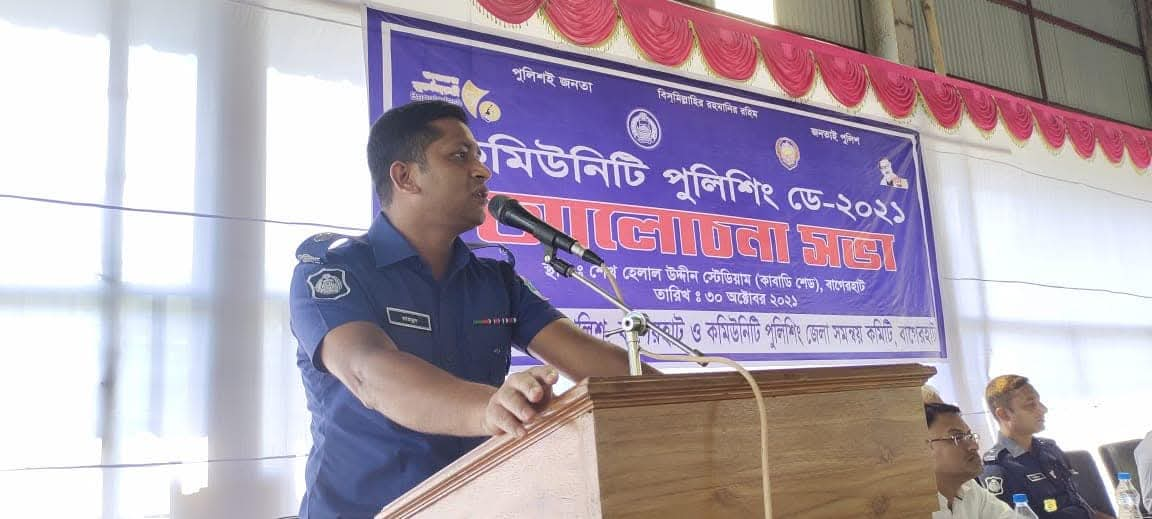 পুলিশই জনতা
বিসমিল্লাহির রহমানির রহিম
জনতাই পুলিশ
কমিউনিটি পুলিশিং ডে-২০২১
আলোচনা সভা
শেখ হেলাল উদ্দীন স্টেডিয়াম (কাবাডি শেড), বাগেরহাট
তারিখ : ৩০ অক্টোবর ২০২১
ও কমিউনিটি পুলিশিং জেলা সমন্বয় কমিটি, বাগেরহাট